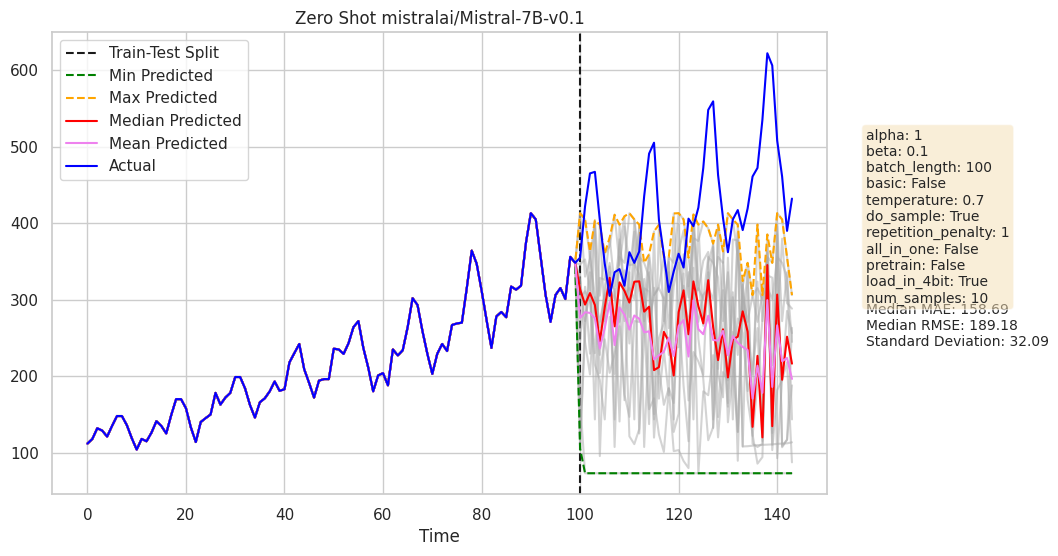 Zero Shot mistralai/Mistral-7B-v0.1
Train-Test Split
Min Predicted
Max Predicted
Median Predicted
Mean Predicted
Actual
600
500
400
300
200
100
0
20
40
60
80
100
120
140
Time
alpha: 1
beta: 0.1
batch_length: 100
basic: False
temperature: 0.7
do_sample: True
repetition_penalty: 1
all_in_one: False
pretrain: False
load_in_4bit: True
num_samples: 10
Median MAE: 158.69
Median RMSE: 189.18
Standard Deviation: 32.09